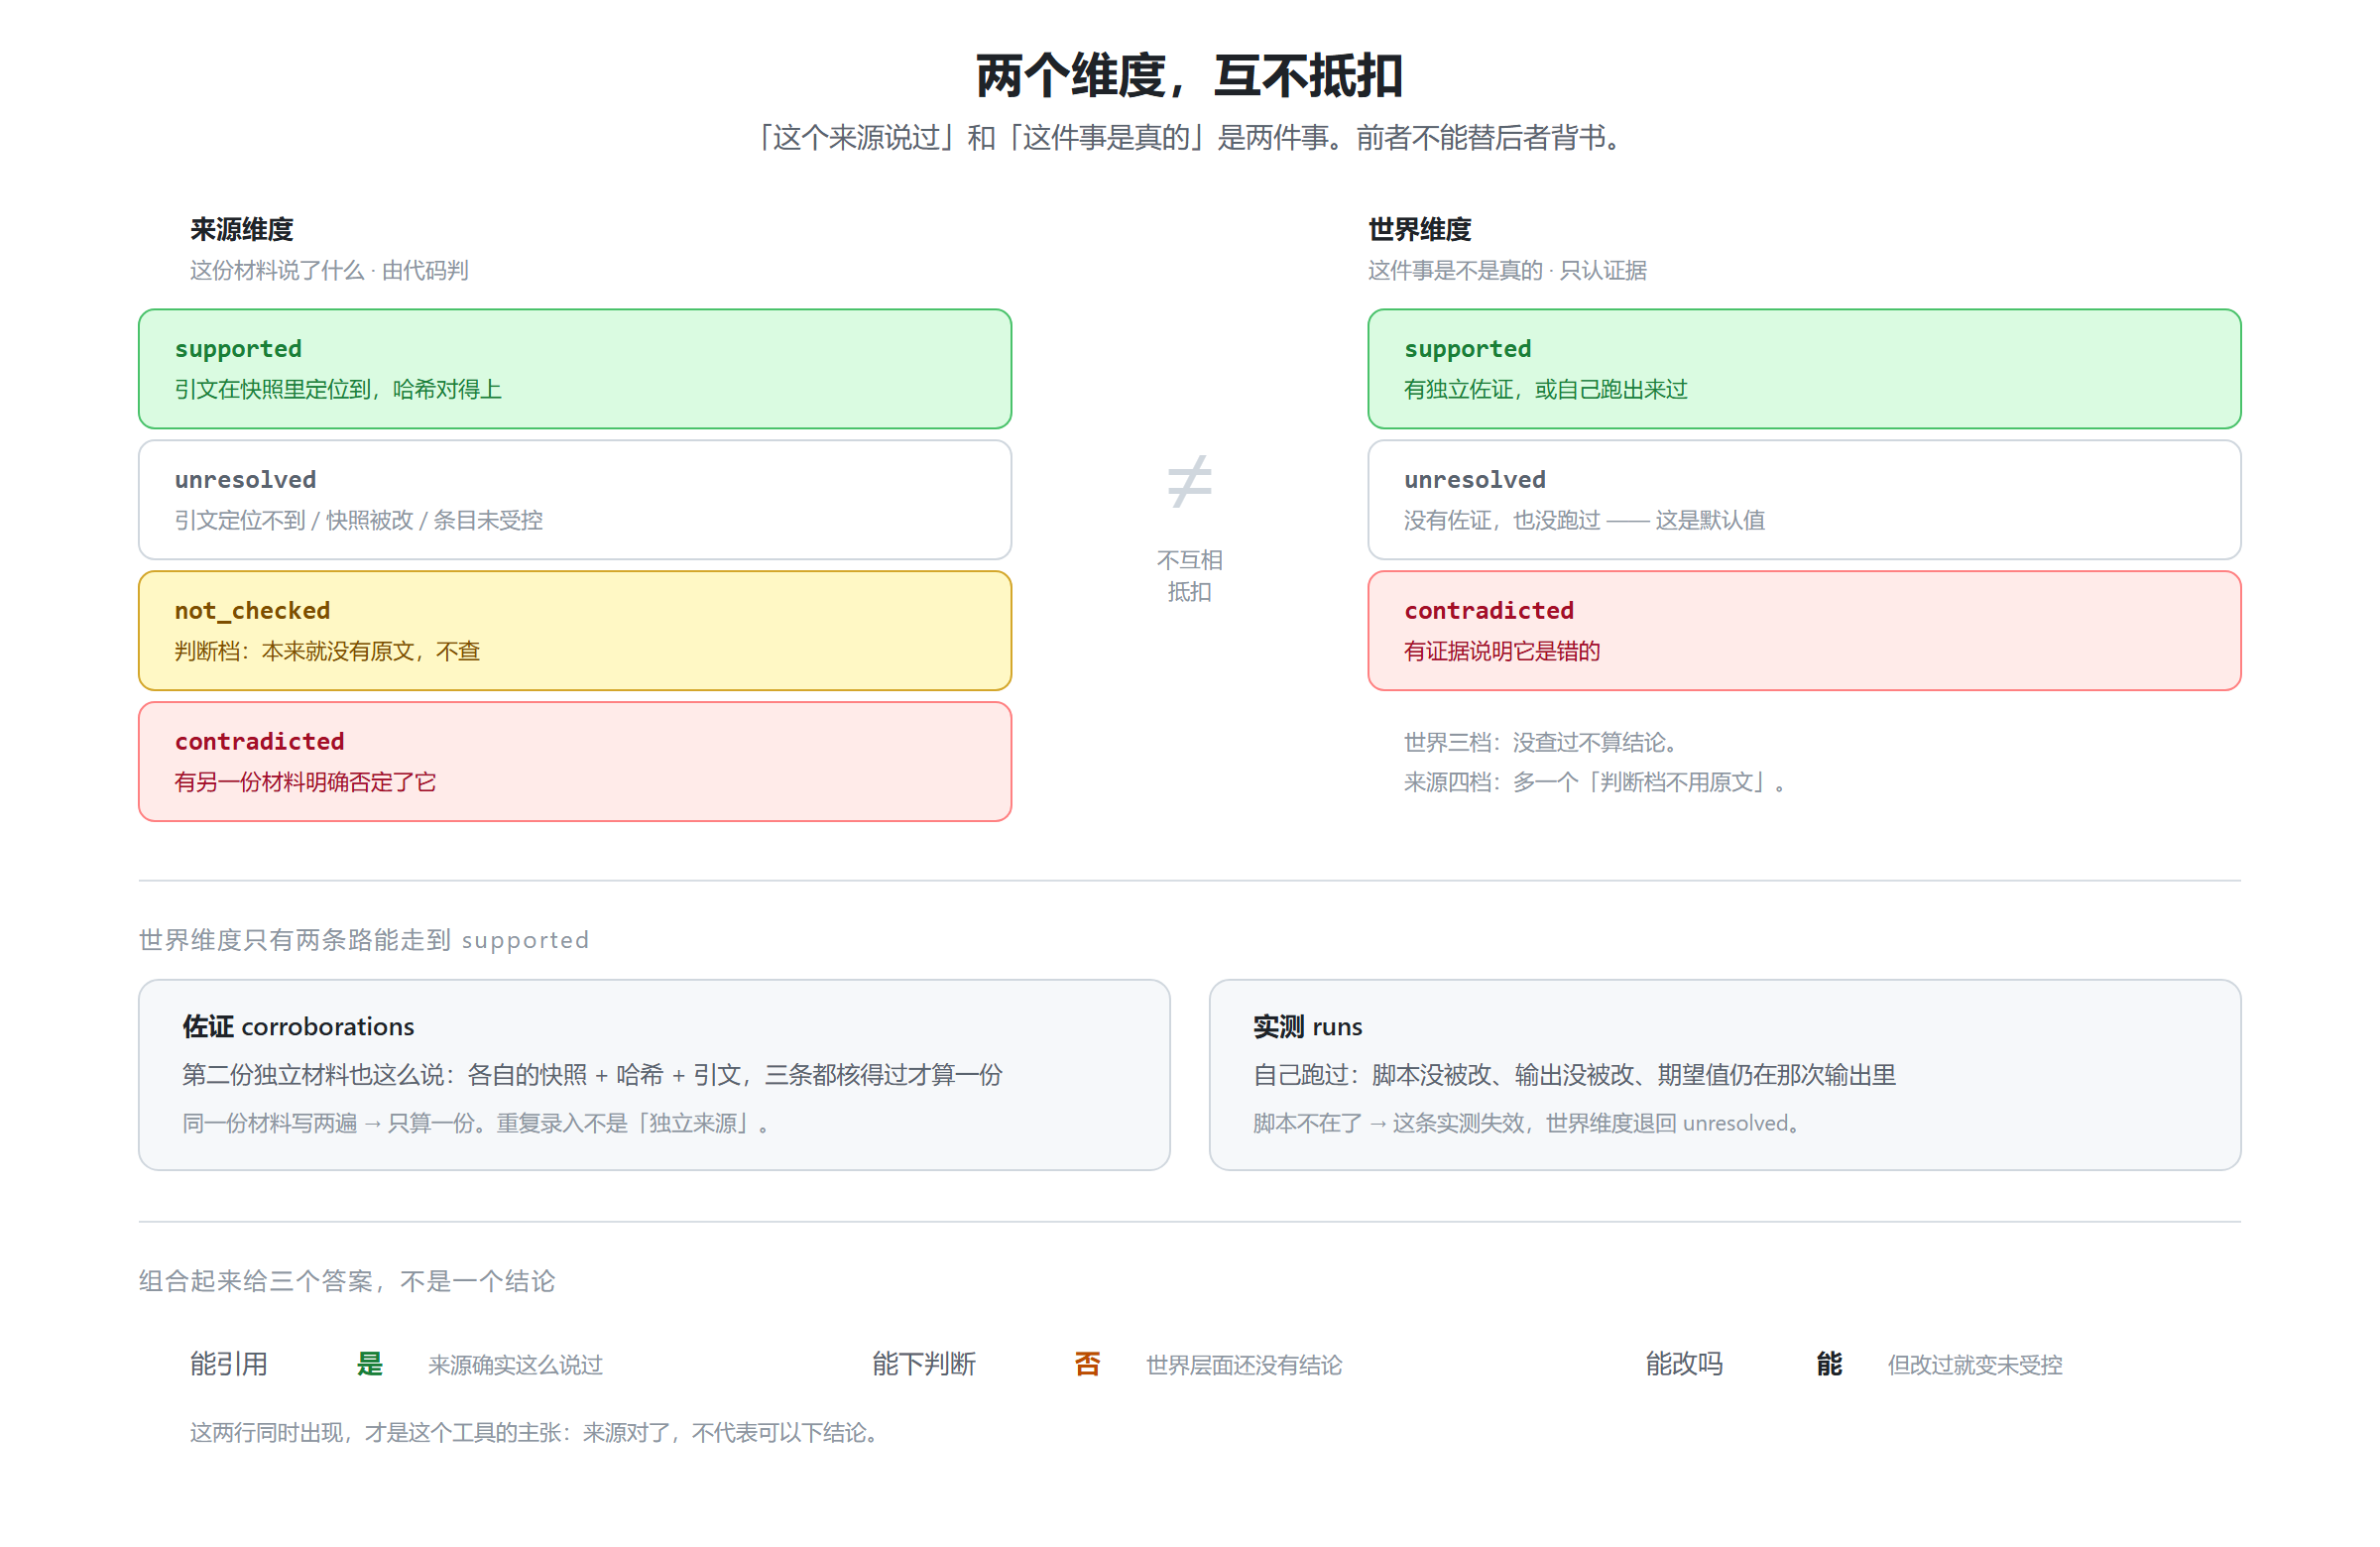 两个维度，互不抵扣
「这个来源说过」和「这件事是真的」是两件事。前者不能替后者背书。
来源维度
这份材料说了什么 · 由代码判
supported
引文在快照里定位到，哈希对得上
unresolved
引文定位不到 / 快照被改 / 条目未受控
not_checked
判断档：本来就没有原文，不查
contradicted
有另一份材料明确否定了它
≠
不互相
抵扣
世界维度
这件事是不是真的 · 只认证据
supported
有独立佐证，或自己跑出来过
unresolved
没有佐证，也没跑过 —— 这是默认值
contradicted
有证据说明它是错的
世界三档：没查过不算结论。
来源四档：多一个「判断档不用原文」。
世界维度只有两条路能走到 supported
佐证 corroborations
第二份独立材料也这么说：各自的快照 + 哈希 + 引文，三条都核得过才算一份
同一份材料写两遍 → 只算一份。重复录入不是「独立来源」。
实测 runs
自己跑过：脚本没被改、输出没被改、期望值仍在那次输出里
脚本不在了 → 这条实测失效，世界维度退回 unresolved。
组合起来给三个答案，不是一个结论
能引用 是 来源确实这么说过
能下判断 否 世界层面还没有结论
能改吗 能 但改过就变未受控
这两行同时出现，才是这个工具的主张：来源对了，不代表可以下结论。